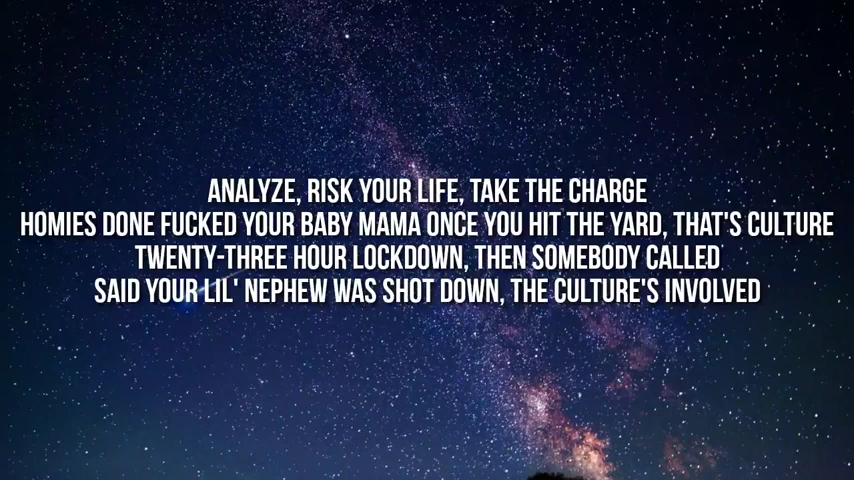 ANALYZE, RISK YOUR LIFE, TAKE THE CHARGE
HOMIES DONE FUCKED YOUR BABY MAMA ONCE YOU HIT THE YARD, THAT'S CULTURE
TWENTY-THREE HOUR LOCKDOWN, THEN SOMEBODY CALLED
SAID YOUR LIL' NEPHEW WAS SHOT DOWN, THE CULTURE'S INVOLVED